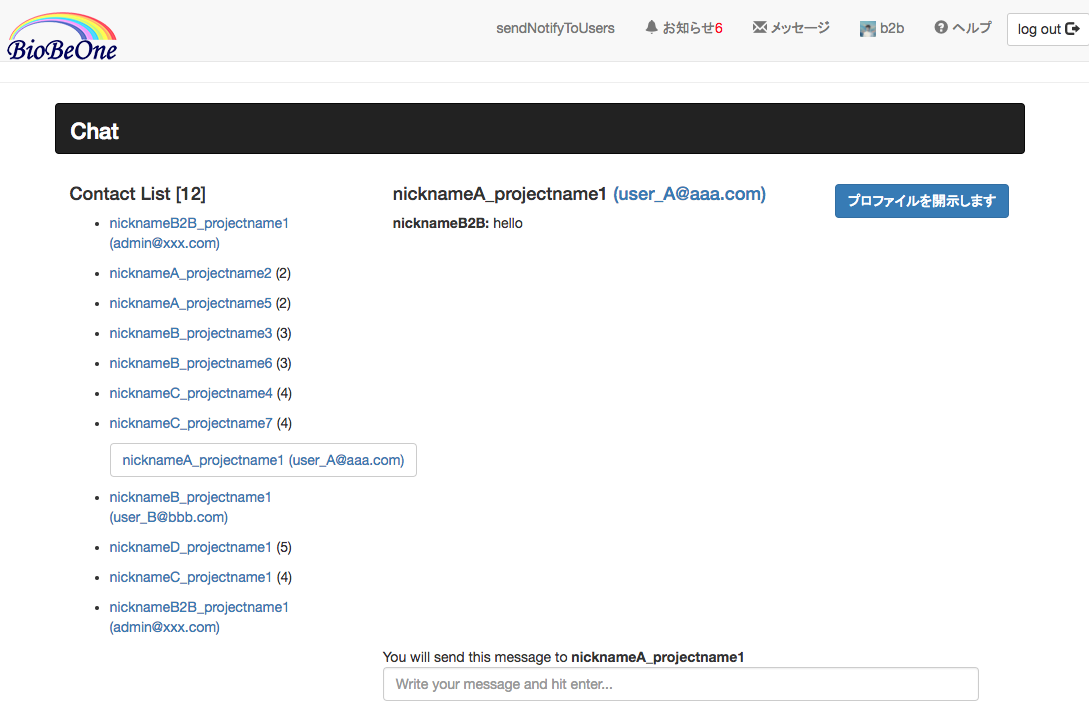 BioBeOne
sendNotifyToUsers お知らせ6 メッセージ b2b ヘルプ log out
Chat
Contact List [12]
nicknameB2B_projectname1
(admin@xxx.com)
nicknameA_projectname2 (2)
nicknameA_projectname5 (2)
nicknameB_projectname3 (3)
nicknameB_projectname6 (3)
nicknameC_projectname4 (4)
nicknameC_projectname7 (4)
nicknameA_projectname1 (user_A@aaa.com)
nicknameB_projectname1
(user_B@bbb.com)
nicknameD_projectname1 (5)
nicknameC_projectname1 (4)
nicknameB2B_projectname1
(admin@xxx.com)
nicknameA_projectname1 (user_A@aaa.com)
プロファイルを開示します
nicknameB2B: hello
You will send this message to nicknameA_projectname1
Write your message and hit enter...